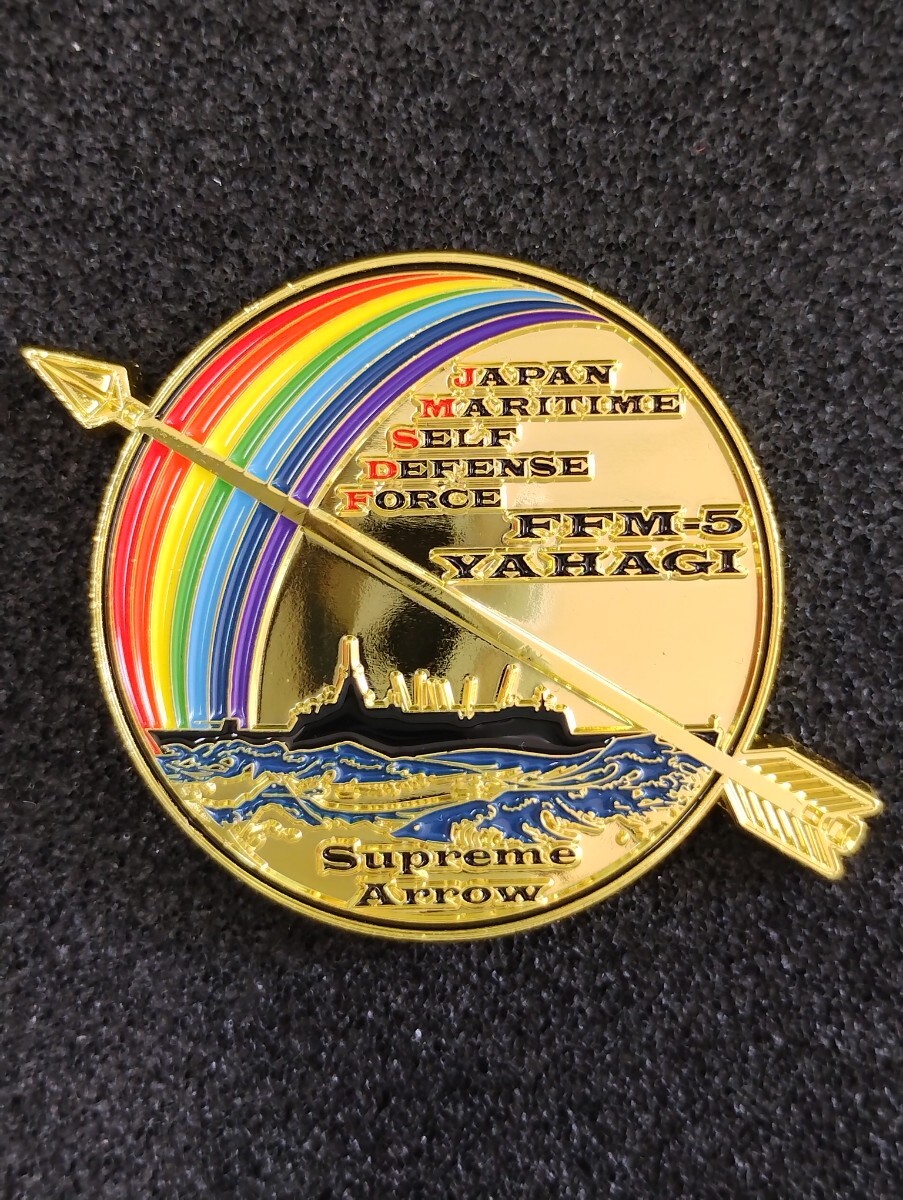 JAPAN
MARITIME
SELF
DEFENSE
FORCE
FFM-5
YAHAGI
Supreme
Arrow